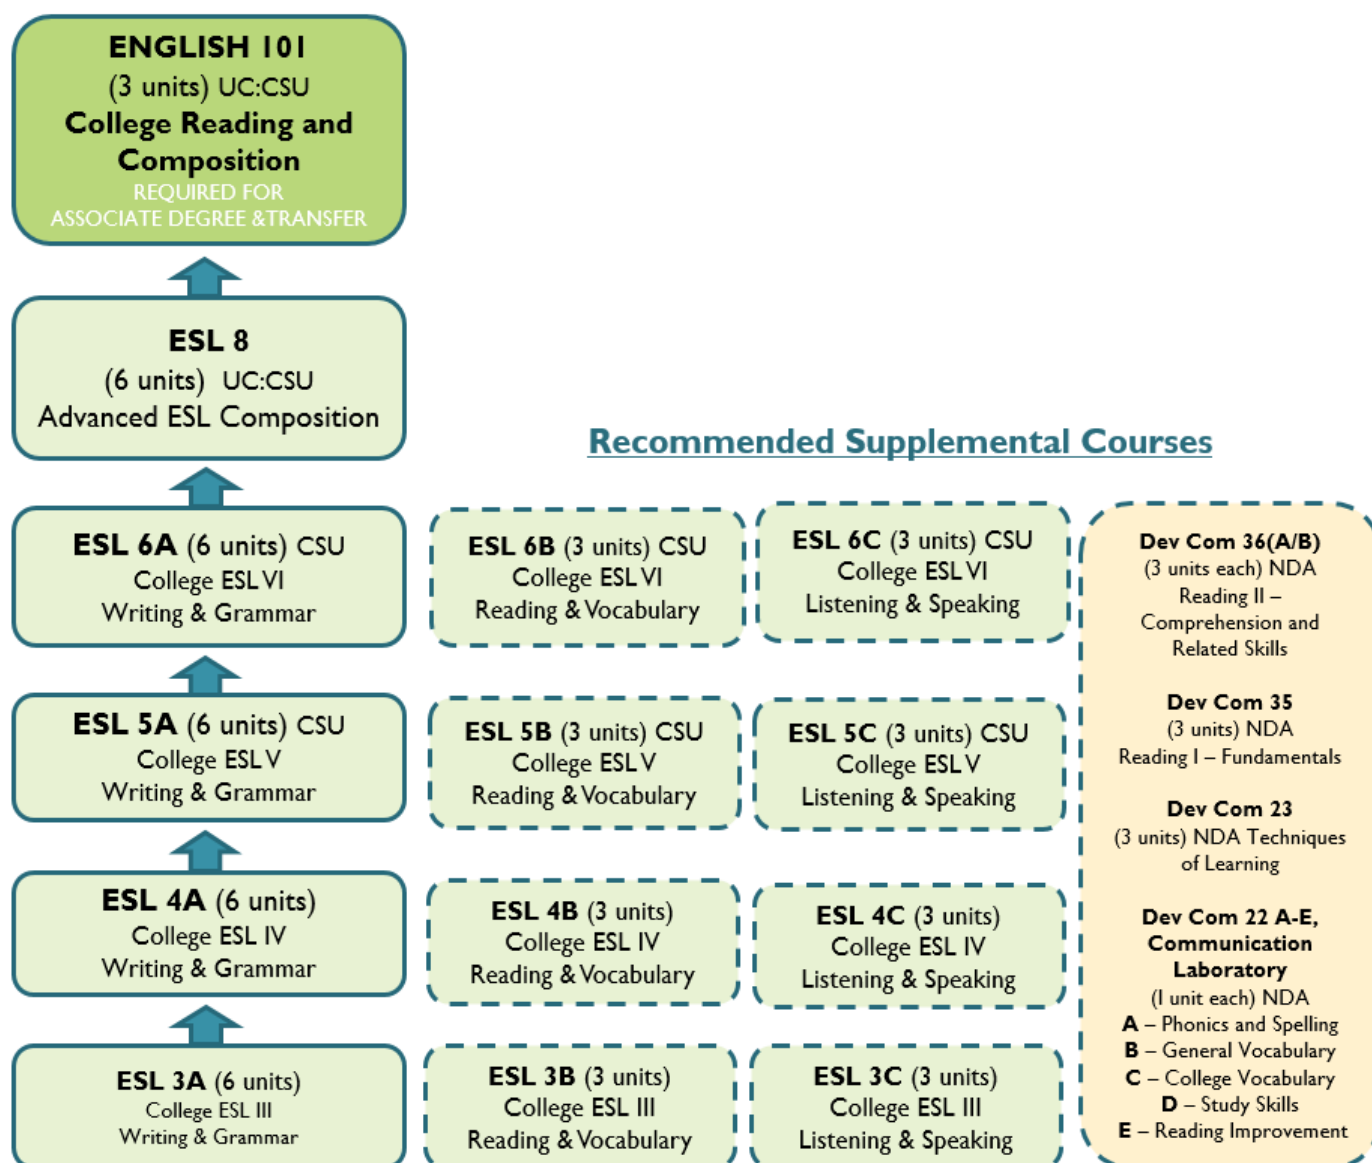 ENGLISH 101
(3 units) UC:CSU
College Reading and
Composition
REQUIRED FOR
ASSOCIATE DEGREE &TRANSFER
ESL 8
(6 units) UC:CSU
Advanced ESL Composition
Recommended Supplemental Courses
ESL 6A (6 units) CSU
College ESL VI
Writing & Grammar
ESL 6B (3 units) CSU
College ESL VI
Reading & Vocabulary
ESL 6C (3 units) CSU
College ESL VI
Listening & Speaking
ESL 5A (6 units) CSU
College ESL V
Writing & Grammar
ESL 5B (3 units) CSU
College ESL V
Reading & Vocabulary
ESL 5C (3 units) CSU
College ESL V
Listening & Speaking
ESL 4A (6 units)
College ESL IV
Writing & Grammar
ESL 4B (3 units)
College ESL IV
Reading & Vocabulary
ESL 4C (3 units)
College ESL IV
Listening & Speaking
ESL 3A (6 units)
College ESL III
Writing & Grammar
ESL 3B (3 units)
College ESL III
Reading & Vocabulary
ESL 3C (3 units)
College ESL III
Listening & Speaking
Dev Com 36(A/B)
(3 units each) NDA
Reading II –
Comprehension and
Related Skills
Dev Com 35
(3 units) NDA
Reading I – Fundamentals
Dev Com 23
(3 units) NDA Techniques
of Learning
Dev Com 22 A-E,
Communication
Laboratory
(1 unit each) NDA
A – Phonics and Spelling
B – General Vocabulary
C – College Vocabulary
D – Study Skills
E – Reading Improvement